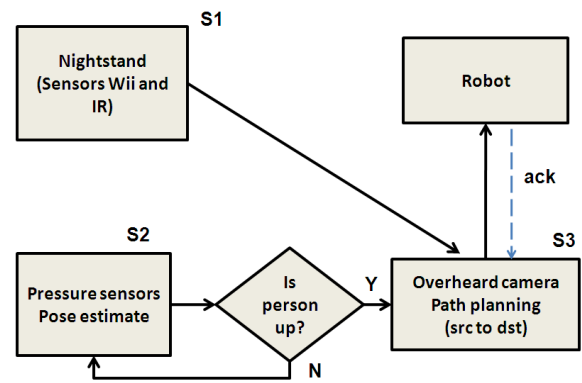 S1
Nightstand
(Sensors Wii and
IR)
Robot
ack
S2
S3
Pressure sensors
Pose estimate
Is
person
up?
Y
N
Overheard camera
Path planning
(src to dst)